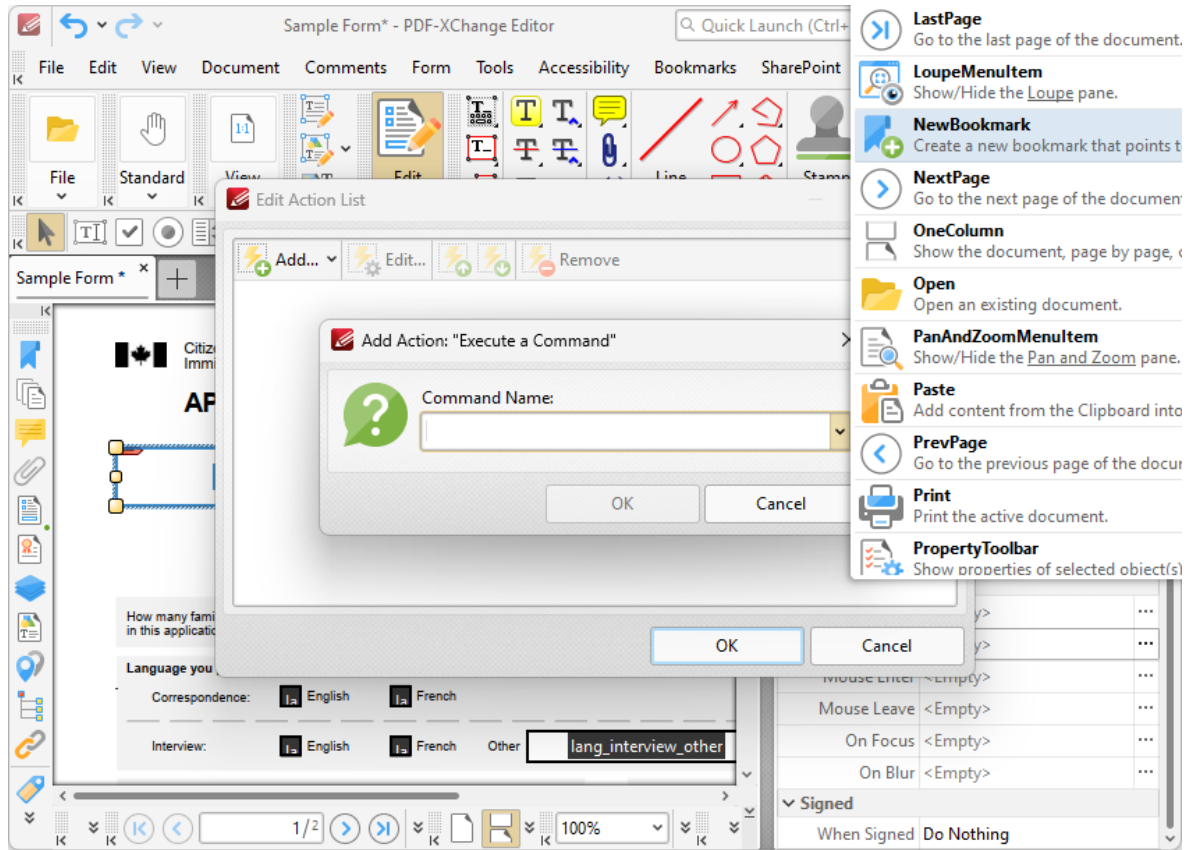 Sample Form* - PDF-XChange Editor
Quick Launch (Ctrl+
File Edit View Document Comments Form Tools Accessibility Bookmarks SharePoint
File Standard View Edit Line Stamp
Sample Form *
Edit Action List
Add... Edit... Remove
Add Action: "Execute a Command"
Command Name:
OK Cancel
OK Cancel
LastPage
Go to the last page of the document.
LoupeMenuItem
Show/Hide the Loupe pane.
NewBookmark
Create a new bookmark that points t
NextPage
Go to the next page of the document
OneColumn
Show the document, page by page,
Open
Open an existing document.
PanAndZoomMenuItem
Show/Hide the Pan and Zoom pane.
Paste
Add content from the Clipboard into
PrevPage
Go to the previous page of the docu
Print
Print the active document.
PropertyToolbar
Show properties of selected object(s)
Citiz
Immi
AP
How many fami
in this applicatio
Language you
Correspondence: English French
Interview: English French Other lang_interview_other
Mouse Enter <Empty>
Mouse Leave <Empty>
On Focus <Empty>
On Blur <Empty>
Signed
When Signed Do Nothing
1/2 100%